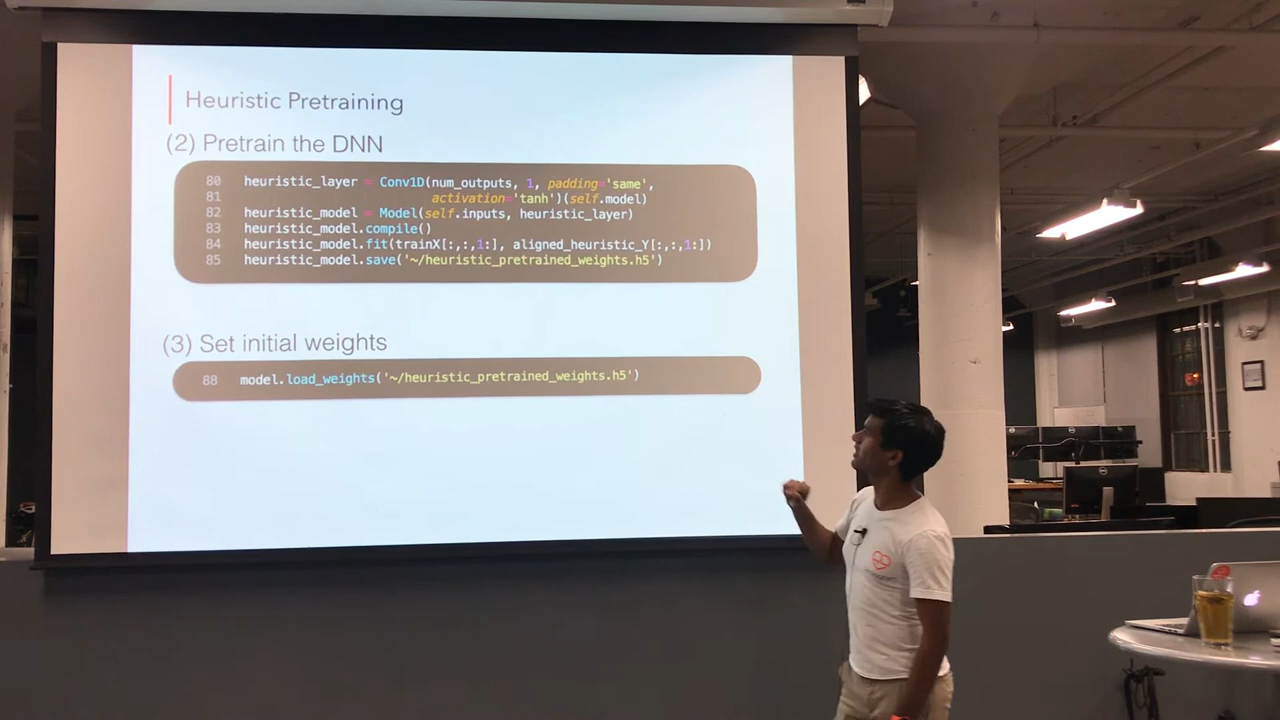 Heuristic Pretraining
(2) Pretrain the DNN
80 heuristic_layer = Conv1D(num_outputs, 1, padding='same',
81 activation='tanh')(self.model)
82 heuristic_model = Model(self.inputs, heuristic_layer)
83 heuristic_model.compile()
84 heuristic_model.fit(trainX[:,:,1:], aligned_heuristic_Y[:,:,1:])
85 heuristic_model.save('~/heuristic_pretrained_weights.h5')
(3) Set initial weights
88 model.load_weights('~/heuristic_pretrained_weights.h5')